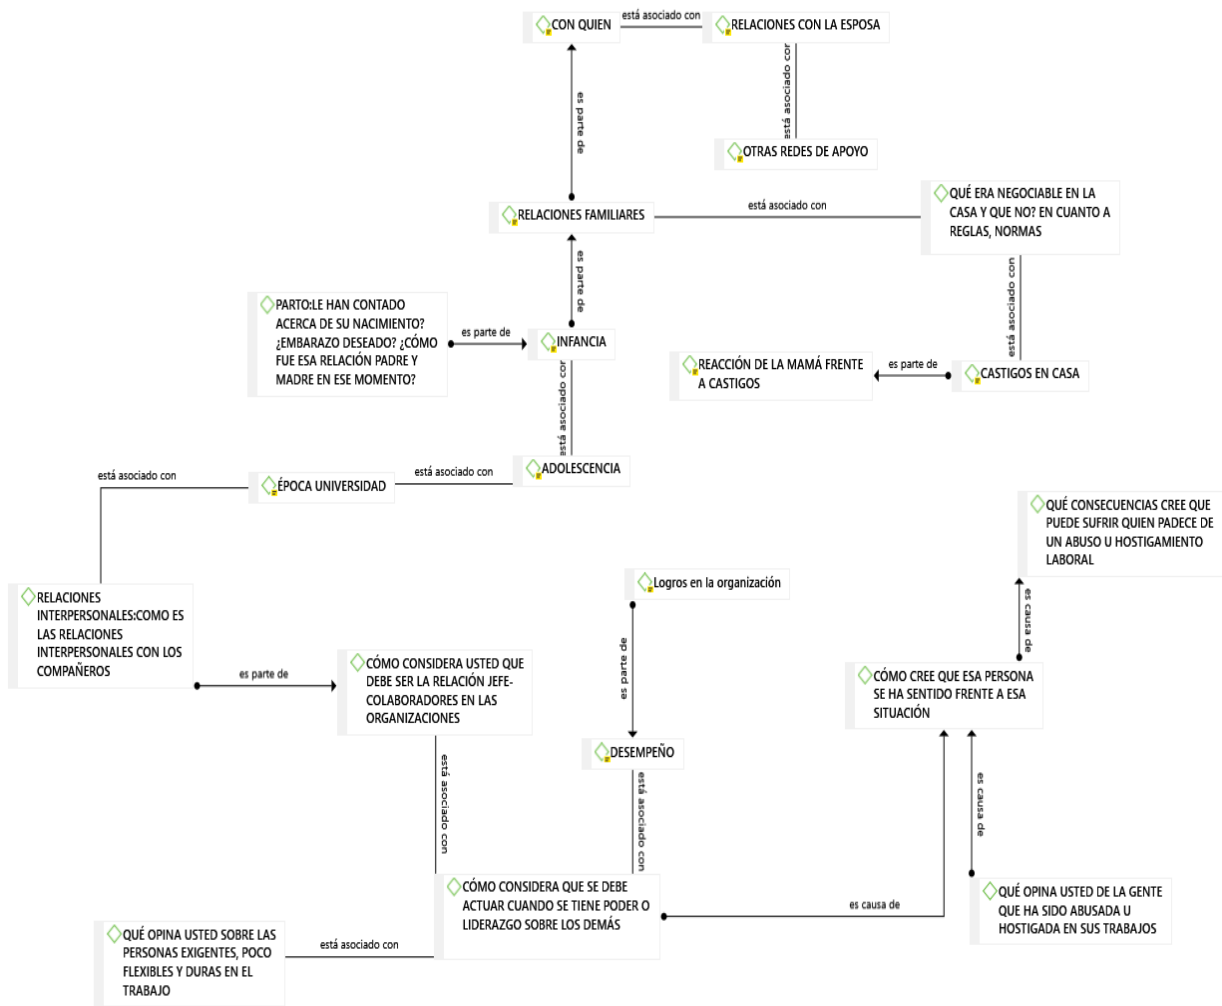 CON QUIEN
está asociado con
RELACIONES CON LA ESPOSA
es parte de
está asociado con
OTRAS REDES DE APOYO
RELACIONES FAMILIARES
está asociado con
QUÉ ERA NEGOCIABLE EN LA
CASA Y QUE NO? EN CUANTO A
REGLAS, NORMAS
es parte de
está asociado con
PARTO:LE HAN CONTADO
ACERCA DE SU NACIMIENTO?
¿EMBARAZO DESEADO? ¿CÓMO
FUE ESA RELACIÓN PADRE Y
MADRE EN ESE MOMENTO?
es parte de
INFANCIA
REACCIÓN DE LA MAMÁ FRENTE
A CASTIGOS
es parte de
CASTIGOS EN CASA
está asociado con
ADOLESCENCIA
está asociado con
ÉPOCA UNIVERSIDAD
está asociado con
QUÉ CONSECUENCIAS CREE QUE
PUEDE SUFRIR QUIEN PADECE DE
UN ABUSO U HOSTIGAMIENTO
LABORAL
RELACIONES
INTERPERSONALES:COMO ES
LAS RELACIONES
INTERPERSONALES CON LOS
COMPAÑEROS
Logros en la organización
es causa de
es parte de
es parte de
CÓMO CONSIDERA USTED QUE
DEBE SER LA RELACIÓN JEFE-
COLABORADORES EN LAS
ORGANIZACIONES
CÓMO CREE QUE ESA PERSONA
SE HA SENTIDO FRENTE A ESA
SITUACIÓN
DESEMPEÑO
está asociado con
está asociado con
es causa de
CÓMO CONSIDERA QUE SE DEBE
ACTUAR CUANDO SE TIENE PODER O
LIDERAZGO SOBRE LOS DEMÁS
es causa de
QUÉ OPINA USTED DE LA GENTE
QUE HA SIDO ABUSADA U
HOSTIGADA EN SUS TRABAJOS
QUÉ OPINA USTED SOBRE LAS
PERSONAS EXIGENTES, POCO
FLEXIBLES Y DURAS EN EL
TRABAJO
está asociado con